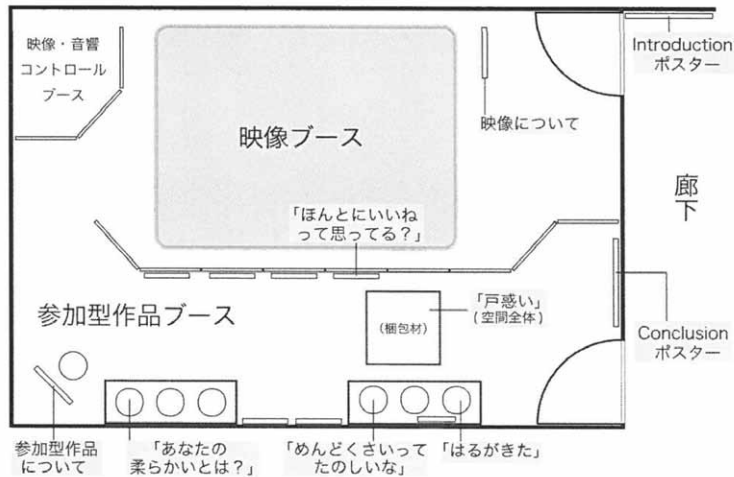 映像・音響
コントロール
ブース
映像ブース
映像について
Introduction
ポスター
廊下
「ほんとにいいね
って思ってる?」
参加型作品ブース
(梱包材)
「戸惑い」
(空間全体)
Conclusion
ポスター
参加型作品
について
「あなたの
柔らかいとは?」
「めんどくさいって
たのしいな」
「はるがきた」